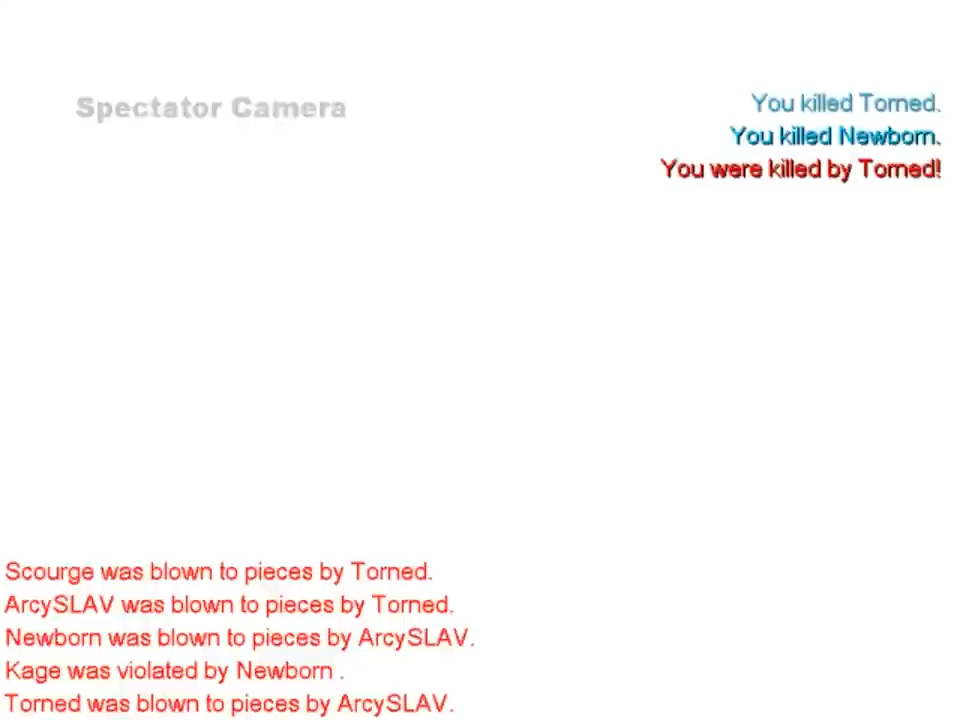 Spectator Camera
You killed Torned.
You killed Newborn.
You were killed by Torned!
Scourge was blown to pieces by Torned.
ArcySLAV was blown to pieces by Torned.
Newborn was blown to pieces by ArcySLAV.
Kage was violated by Newborn .
Torned was blown to pieces by ArcySLAV.